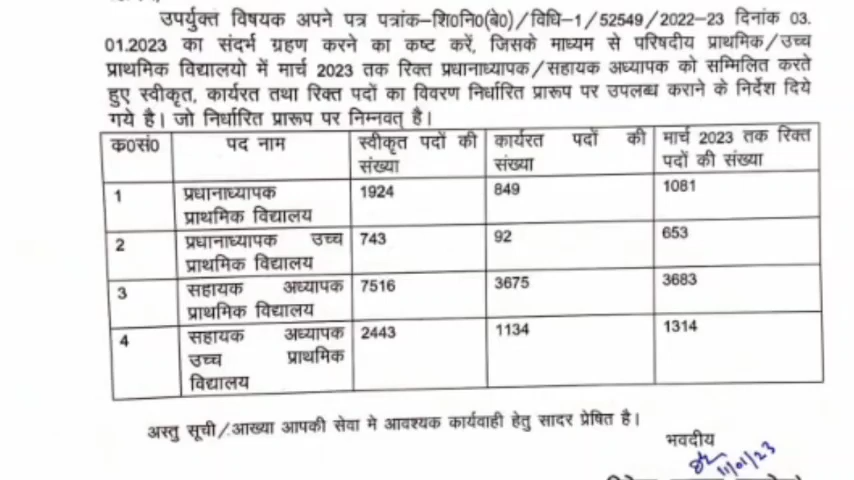 उपर्युक्त विषयक अपने पत्र पत्रांक–शि0नि0(बे0)/विधि–1/52549/2022–23 दिनांक 03.
01.2023 का संदर्भ ग्रहण करने का कष्ट करें, जिसके माध्यम से परिषदीय प्राथमिक/उच्च
प्राथमिक विद्यालयो में मार्च 2023 तक रिक्त प्रधानाध्यापक/सहायक अध्यापक को सम्मिलित करते
हुए स्वीकृत, कार्यरत तथा रिक्त पदों का विवरण निर्धारित प्रारूप पर उपलब्ध कराने के निर्देश दिये
गये है। जो निर्धारित प्रारूप पर निम्नवत् है।
क0सं0 पद नाम स्वीकृत पदों की संख्या कार्यरत पदों की संख्या मार्च 2023 तक रिक्त पदों की संख्या
1 प्रधानाध्यापक प्राथमिक विद्यालय 1924 849 1081
2 प्रधानाध्यापक उच्च प्राथमिक विद्यालय 743 92 653
3 सहायक अध्यापक प्राथमिक विद्यालय 7516 3675 3683
4 सहायक अध्यापक उच्च प्राथमिक विद्यालय 2443 1134 1314
अस्तु सूची/आख्या आपकी सेवा मे आवश्यक कार्यवाही हेतु सादर प्रेषित है।
भवदीय
11/01/23